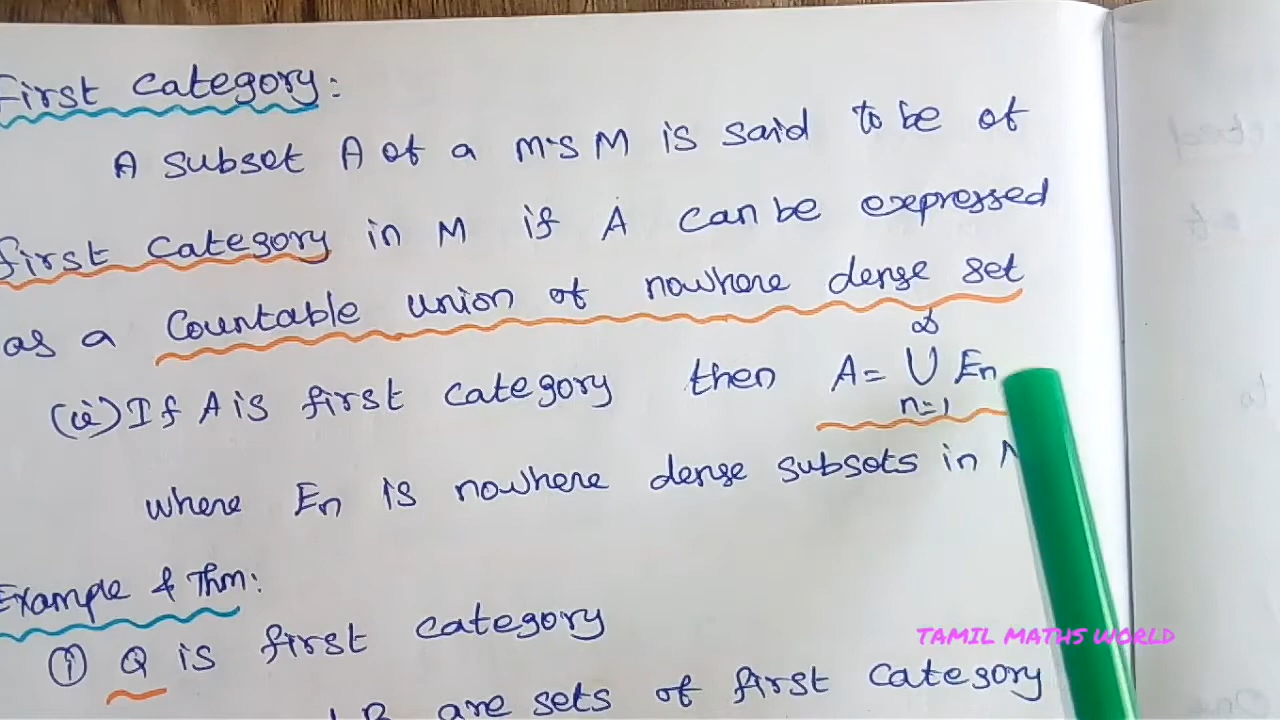 First Category:
A subset A of a M.S M is said to be of
first Category in M if A can be expressed
as a Countable union of nowhere dense set
(ie) If A is first category then A = ∞ ⋃ n=1 En
where En is nowhere dense subsets in
Example & Thm:
① Q is first category
TAMIL MATHS WORLD
B are sets of first Category